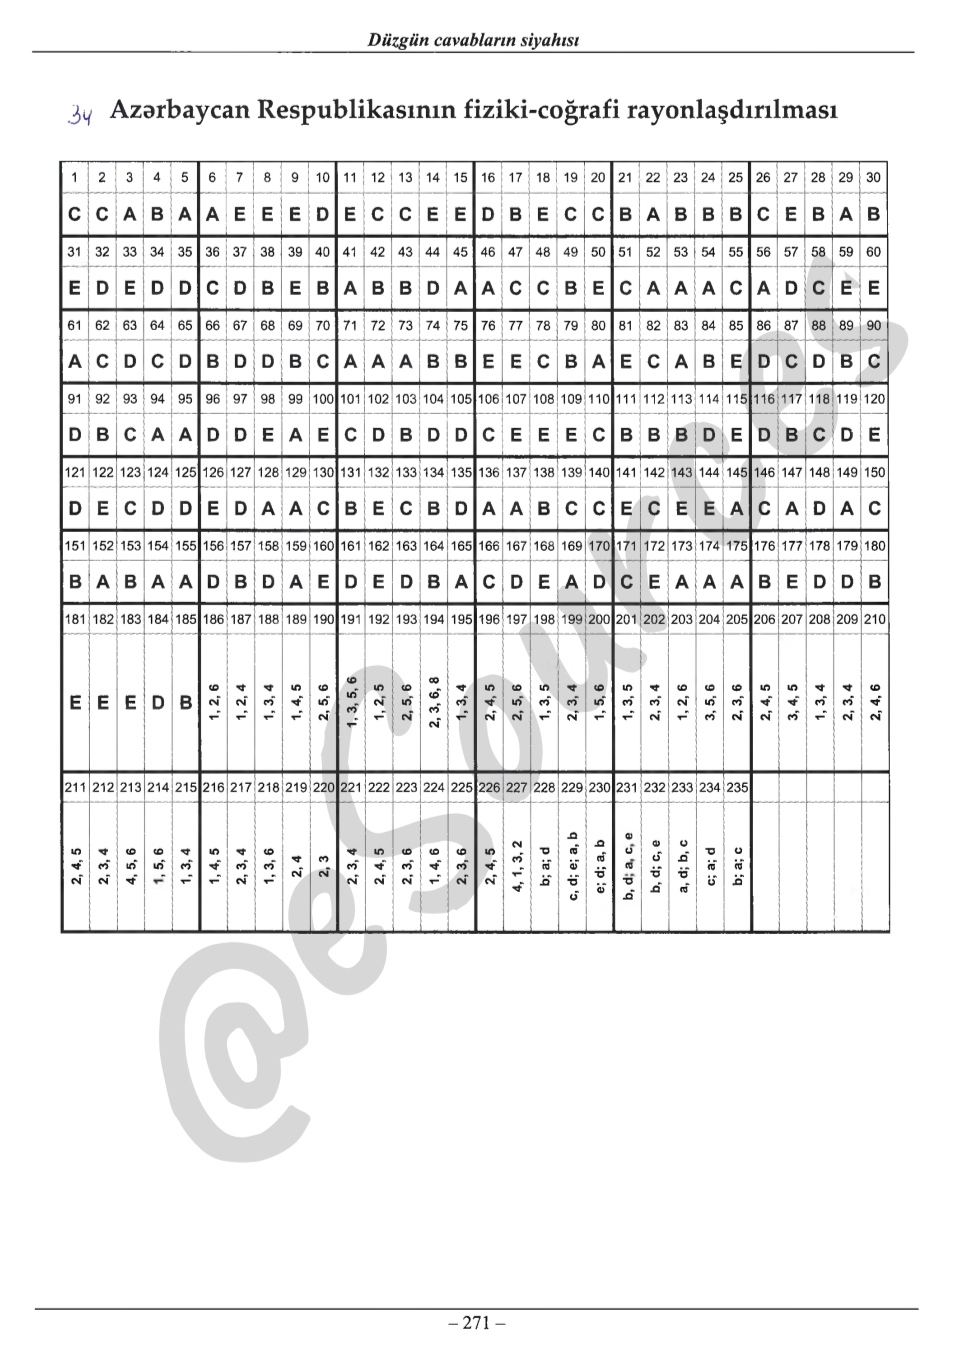 Düzgün cavabların siyahısı
34 Azərbaycan Respublikasının fiziki-coğrafi rayonlaşdırılması
1 2 3 4 5 6 7 8 9 10 11 12 13 14 15 16 17 18 19 20 21 22 23 24 25 26 27 28 29 30
C C A B A A E E E D E C C E E D B E C C B A B B B C E B A B
31 32 33 34 35 36 37 38 39 40 41 42 43 44 45 46 47 48 49 50 51 52 53 54 55 56 57 58 59 60
E D E D D C D B E B A B B D A A C C B E C A A A C A D C E E
61 62 63 64 65 66 67 68 69 70 71 72 73 74 75 76 77 78 79 80 81 82 83 84 85 86 87 88 89 90
A C D C D B D D B C A A A B B E E C B A E C A B E D C D B C
91 92 93 94 95 96 97 98 99 100 101 102 103 104 105 106 107 108 109 110 111 112 113 114 115 116 117 118 119 120
D B C A A D D E A E C D B D D C E E E C B B B D E D B C D E
121 122 123 124 125 126 127 128 129 130 131 132 133 134 135 136 137 138 139 140 141 142 143 144 145 146 147 148 149 150
D E C D D E D A A C B E C B D A A B C C E C E E A C A D A C
151 152 153 154 155 156 157 158 159 160 161 162 163 164 165 166 167 168 169 170 171 172 173 174 175 176 177 178 179 180
B A B A A D B D A E D E D B A C D E A D C E A A A B E D D B
181 182 183 184 185 186 187 188 189 190 191 192 193 194 195 196 197 198 199 200 201 202 203 204 205 206 207 208 209 210
E E E D B 1, 2, 6 1, 2, 4 1, 3, 4 1, 4, 5 2, 5, 6 1, 3, 5, 6 1, 2, 5 2, 5, 6 2, 3, 6, 8 1, 3, 4 2, 4, 5 2, 5, 6 1, 3, 5 2, 3, 4 1, 5, 6 1, 3, 5 2, 3, 4 1, 2, 6 3, 5, 6 2, 3, 6 2, 4, 5 3, 4, 5 1, 3, 4 2, 3, 4 2, 4, 6
211 212 213 214 215 216 217 218 219 220 221 222 223 224 225 226 227 228 229 230 231 232 233 234 235
2, 4, 5 2, 3, 4 4, 5, 6 1, 5, 6 1, 3, 4 1, 4, 5 2, 3, 4 1, 3, 6 2, 4 2, 3 2, 3, 4 2, 4, 5 2, 3, 6 1, 4, 6 2, 3, 6 2, 4, 5 4, 1, 3, 2 b; a; d c, d; e; a, b e; d; a, b b, d; a, c, e b, d; c, e a, d; b, c c; a; d b; a; c
@eSources
– 271 –